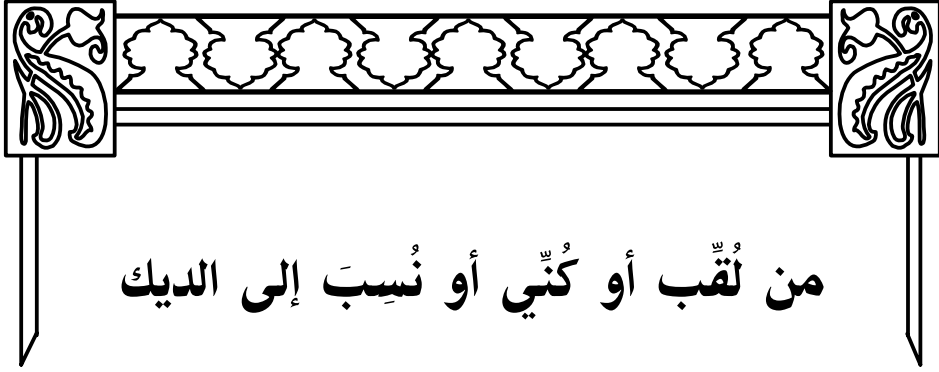 من لُقِّب أو كُنِّي أو نُسِبَ إلى الديك